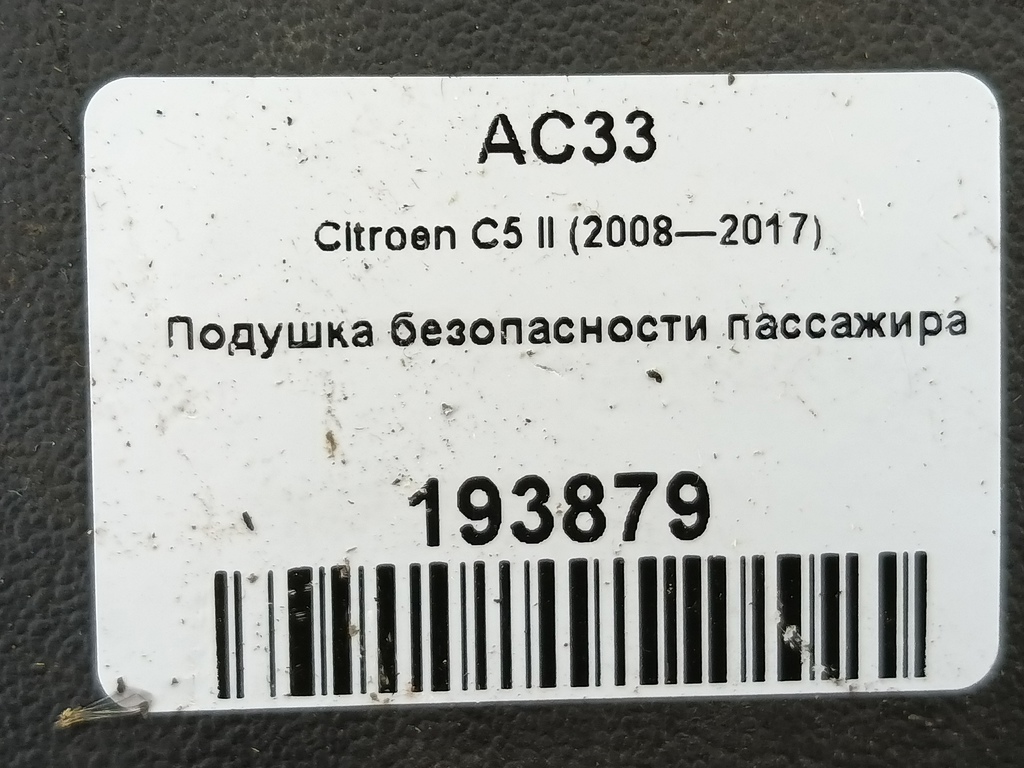 AC33
Citroen C5 II (2008—2017)
Подушка безопасности пассажира
193879